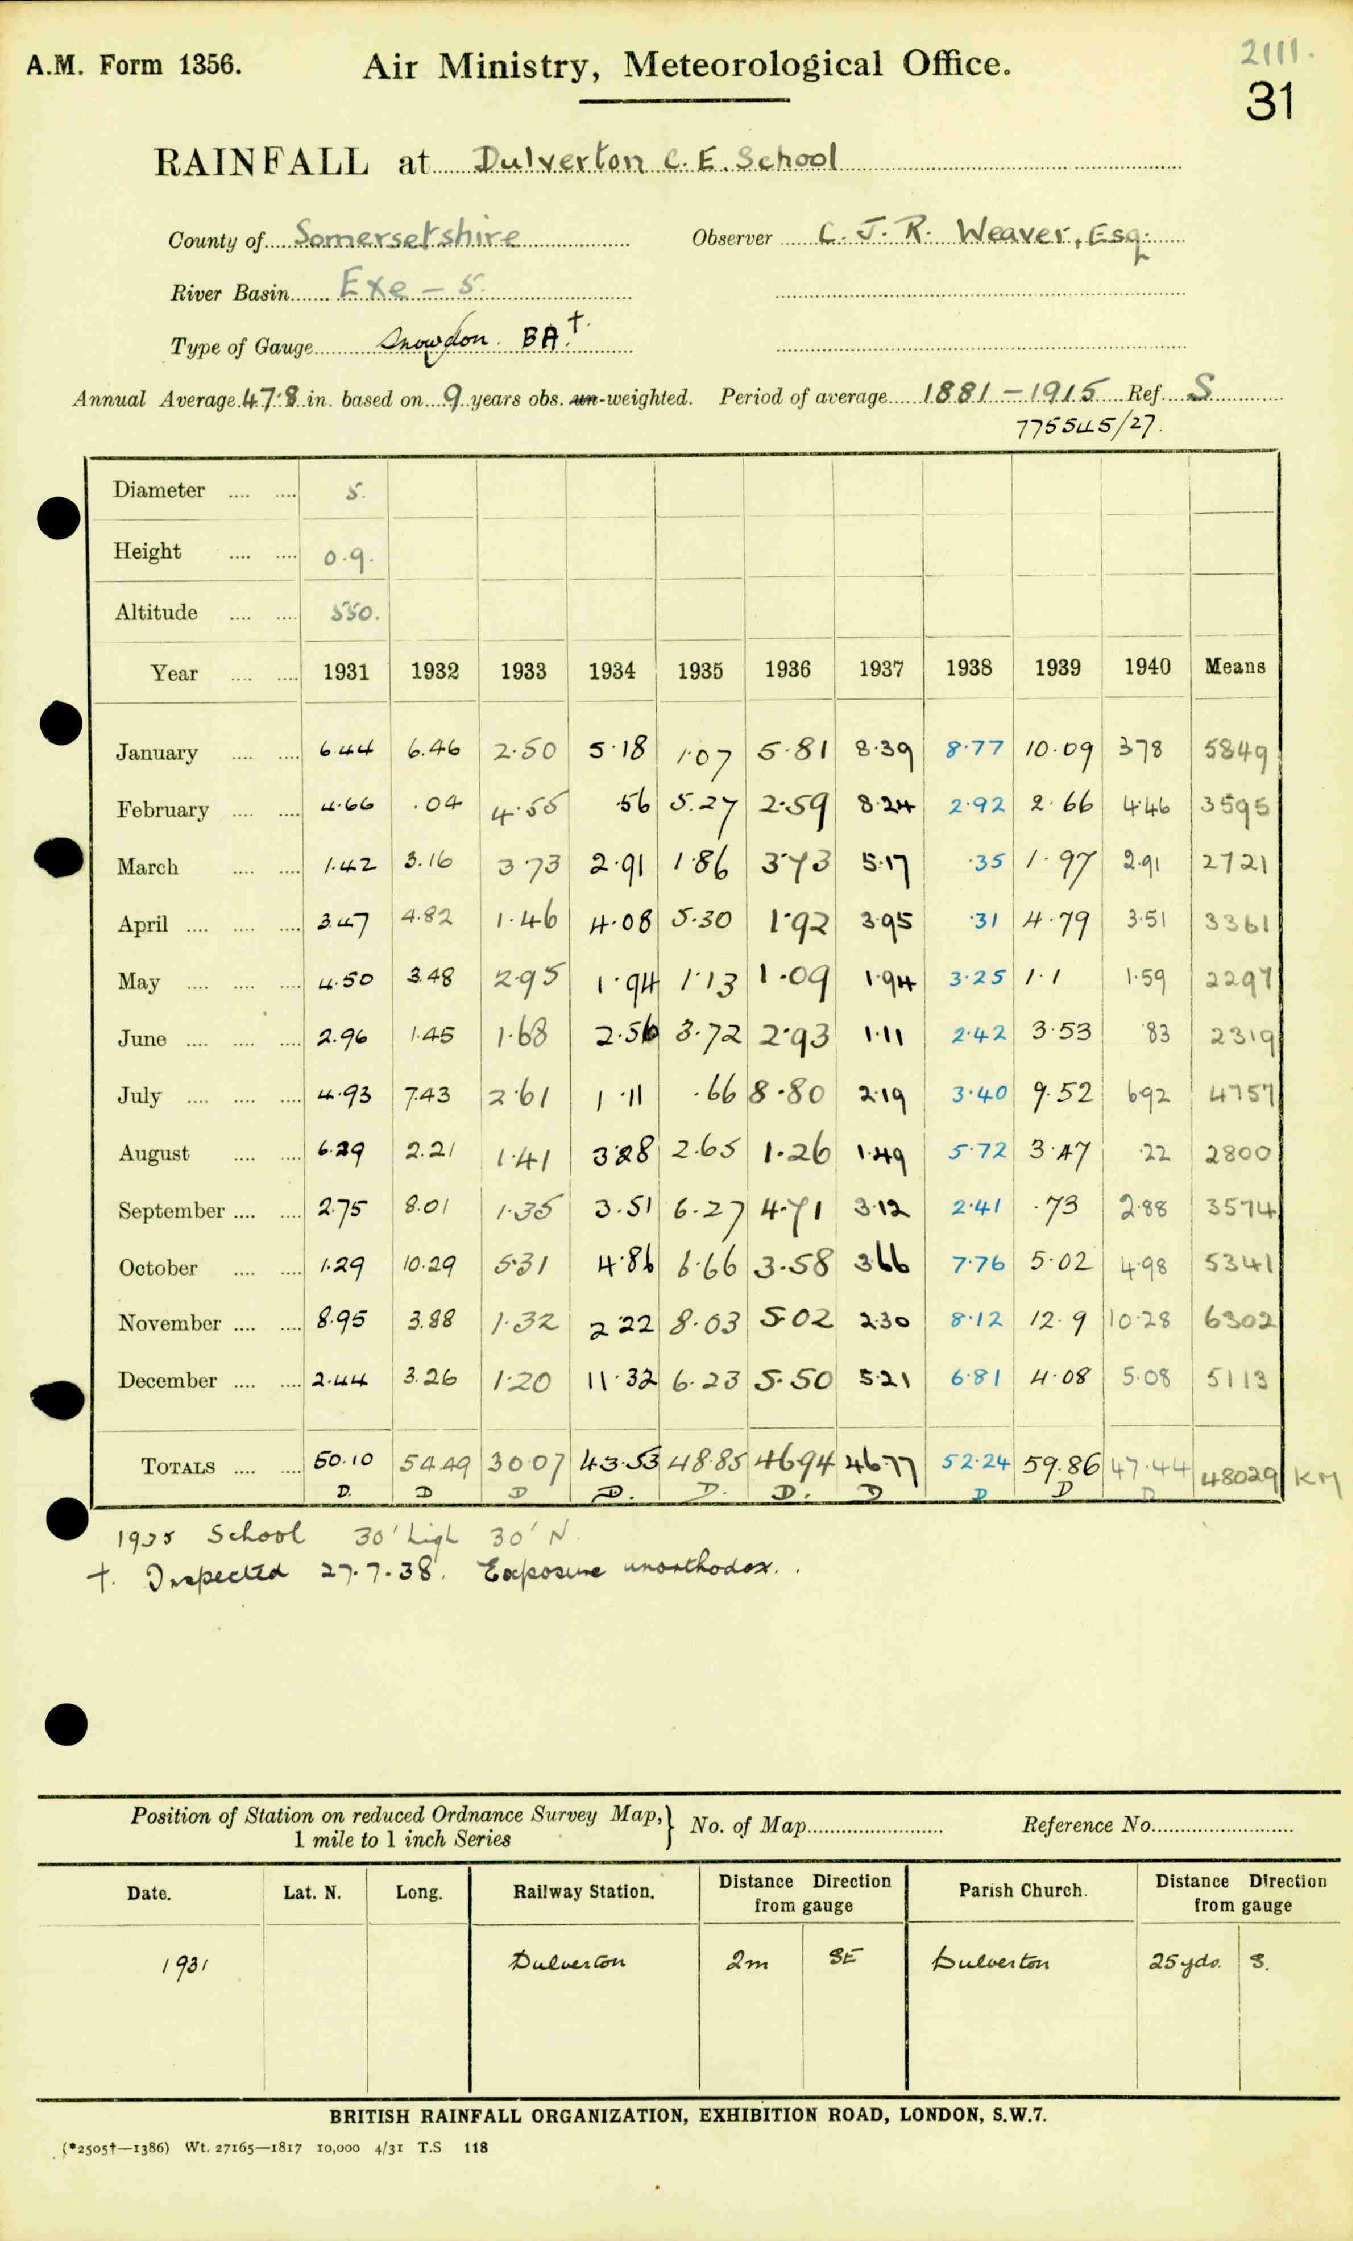 2111.
A.M. Form 1356. Air Ministry, Meteorological Office. 31
RAINFALL at Dulverton C.E. School
County of Somersetshire Observer C. J. R. Weaver, Esq.
River Basin Exe – 5.
Type of Gauge Snowdon. BA.†
Annual Average 47.8 in. based on 9 years obs. un-weighted. Period of average 1881–1915 Ref. S
775545/27.
Diameter .... .... 5.
Height .... .... 0.9.
Altitude .... .... 550.
Year .... .... 1931 1932 1933 1934 1935 1936 1937 1938 1939 1940 Means
January .... .... 6.44 6.46 2.50 5.18 1.07 5.81 8.39 8.77 10.09 3.78 5849
February .... .... 4.66 .04 4.55 .56 5.27 2.59 8.24 2.92 2.66 4.46 3595
March .... .... 1.42 3.16 3.73 2.91 1.86 3.73 5.17 .35 1.97 2.91 2721
April .... .... .... 3.47 4.82 1.46 4.08 5.30 1.92 3.95 .31 4.79 3.51 3361
May .... .... .... 4.50 3.48 2.95 1.94 1.13 1.09 1.94 3.25 1.1 1.59 2297
June .... .... .... 2.96 1.45 1.68 2.56 3.72 2.93 1.11 2.42 3.53 .83 2319
July .... .... .... 4.93 7.43 2.61 1.11 .66 8.80 2.19 3.40 9.52 6.92 4757
August .... .... 6.29 2.21 1.41 3.28 2.65 1.26 1.49 5.72 3.47 .22 2800
September .... .... 2.75 8.01 1.35 3.51 6.27 4.71 3.12 2.41 .73 2.88 3574
October .... .... 1.29 10.29 5.31 4.86 6.66 3.58 3.66 7.76 5.02 4.98 5341
November .... .... 8.95 3.88 1.32 2.22 8.03 5.02 2.30 8.12 12.9 10.28 6302
December .... .... 2.44 3.26 1.20 11.32 6.23 5.50 5.21 6.81 4.08 5.08 5113
TOTALS .... .... 50.10 54.49 30.07 43.53 48.85 46.94 46.77 52.24 59.86 47.44 48029 KM
D. D D D. D. D. D D D D
1935 School 30' high 30' N.
†. Inspected 27.7.38. Exposure unorthodox.
Position of Station on reduced Ordnance Survey Map,} No. of Map Reference No.
1 mile to 1 inch Series
Date. Lat. N. Long. Railway Station. Distance Direction from gauge Parish Church. Distance Direction from gauge
1931 Dulverton 2m SE Dulverton 25yds. S.
BRITISH RAINFALL ORGANIZATION, EXHIBITION ROAD, LONDON, S.W.7.
(*2505†—1386) Wt. 27165—1817 10,000 4/31 T.S 118